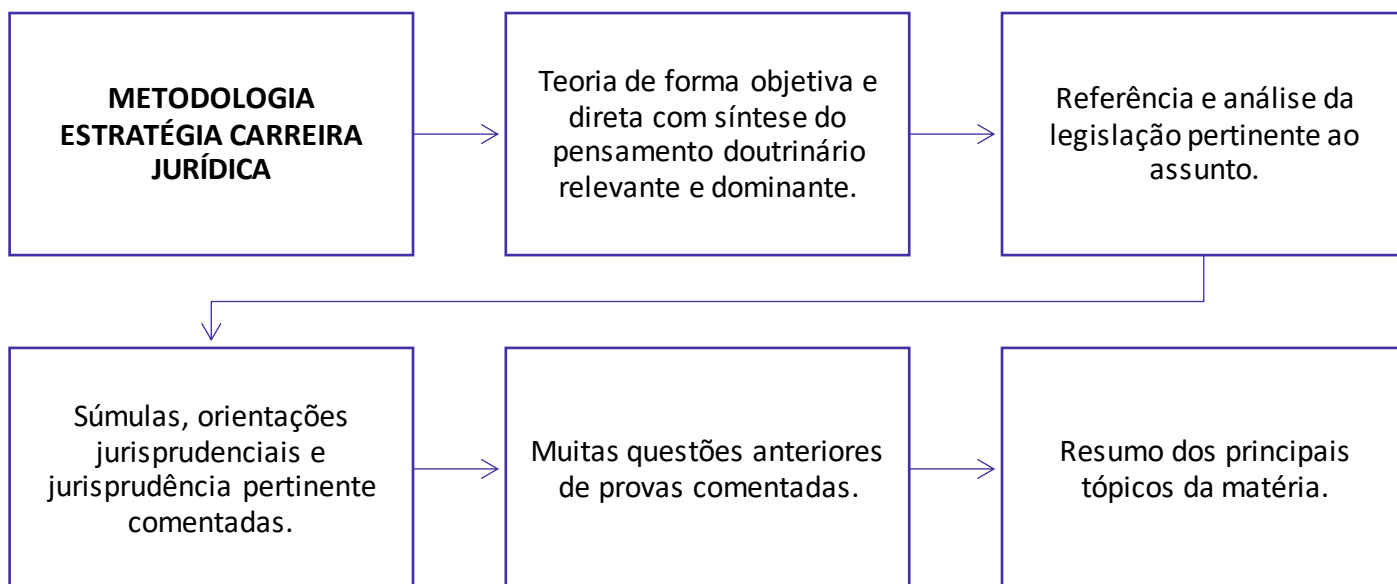 METODOLOGIA
ESTRATÉGIA CARREIRA
JURÍDICA
Teoria de forma objetiva e
direta com síntese do
pensamento doutrinário
relevante e dominante.
Referência e análise da
legislação pertinente ao
assunto.
Súmulas, orientações
jurisprudenciais e
jurisprudência pertinente
comentadas.
Muitas questões anteriores
de provas comentadas.
Resumo dos principais
tópicos da matéria.